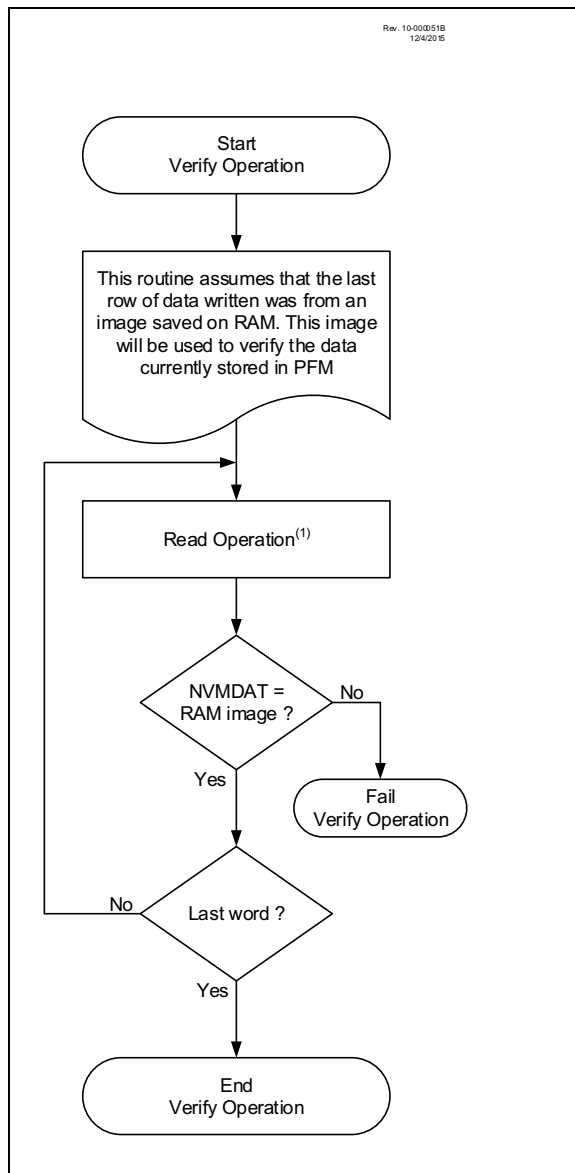 Rev. 10-000051B
12/4/2015
Start
Verify Operation
This routine assumes that the last
row of data written was from an
image saved on RAM. This image
will be used to verify the data
currently stored in PFM
Read Operation(1)
NVMDAT =
RAM image ?
No
Yes
Fail
Verify Operation
Last word ?
No
Yes
End
Verify Operation